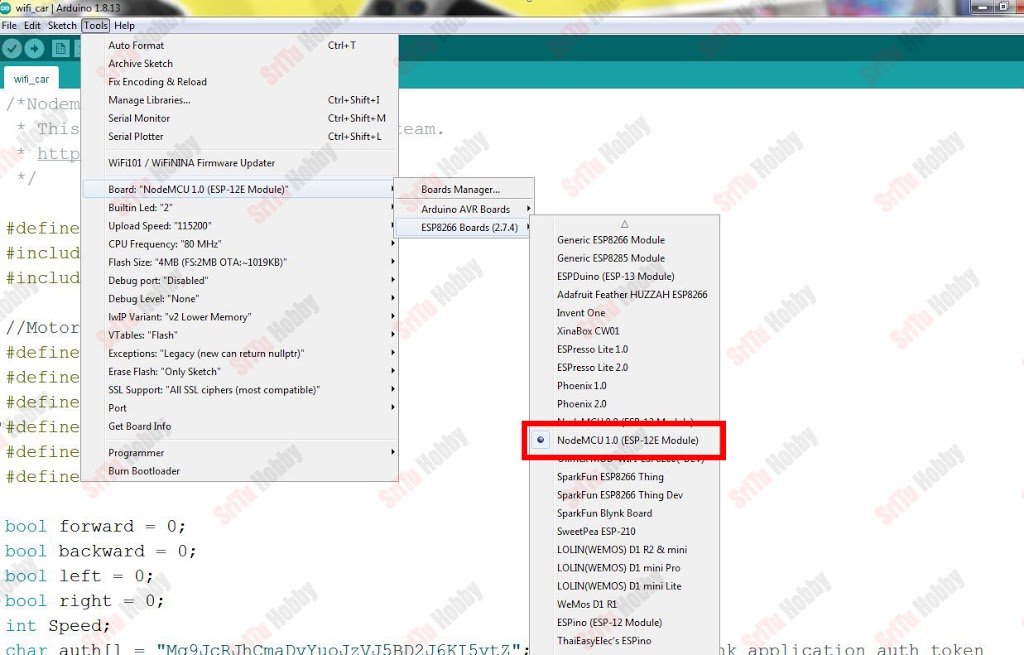 wifi_car | Arduino 1.8.13
File Edit Sketch Tools Help
wifi_car
Auto Format Ctrl+T
Archive Sketch
Fix Encoding & Reload
Manage Libraries... Ctrl+Shift+I
Serial Monitor Ctrl+Shift+M
Serial Plotter Ctrl+Shift+L
WiFi101 / WiFiNINA Firmware Updater
Board: "NodeMCU 1.0 (ESP-12E Module)"
Builtin Led: "2"
Upload Speed: "115200"
CPU Frequency: "80 MHz"
Flash Size: "4MB (FS:2MB OTA:~1019KB)"
Debug port: "Disabled"
Debug Level: "None"
lwIP Variant: "v2 Lower Memory"
VTables: "Flash"
Exceptions: "Legacy (new can return nullptr)"
Erase Flash: "Only Sketch"
SSL Support: "All SSL ciphers (most compatible)"
Port
Get Board Info
Programmer
Burn Bootloader
Boards Manager...
Arduino AVR Boards
ESP8266 Boards (2.7.4)
Generic ESP8266 Module
Generic ESP8285 Module
ESPDuino (ESP-13 Module)
Adafruit Feather HUZZAH ESP8266
Invent One
XinaBox CW01
ESPresso Lite 1.0
ESPresso Lite 2.0
Phoenix 1.0
Phoenix 2.0
NodeMCU 1.0 (ESP-12E Module)
SparkFun ESP8266 Thing
SparkFun ESP8266 Thing Dev
SparkFun Blynk Board
SweetPea ESP-210
LOLIN(WEMOS) D1 R2 & mini
LOLIN(WEMOS) D1 mini Pro
LOLIN(WEMOS) D1 mini Lite
WeMos D1 R1
ESPino (ESP-12 Module)
ThaiEasyElec's ESPino
/*Nodem
* This team.
* http
*/
#define
#includ
#includ
//Motor
#define
#define
#define
#define
#define
#define
bool forward = 0;
bool backward = 0;
bool left = 0;
bool right = 0;
int Speed;
char auth[] = nk application auth token
SriTu Hobby